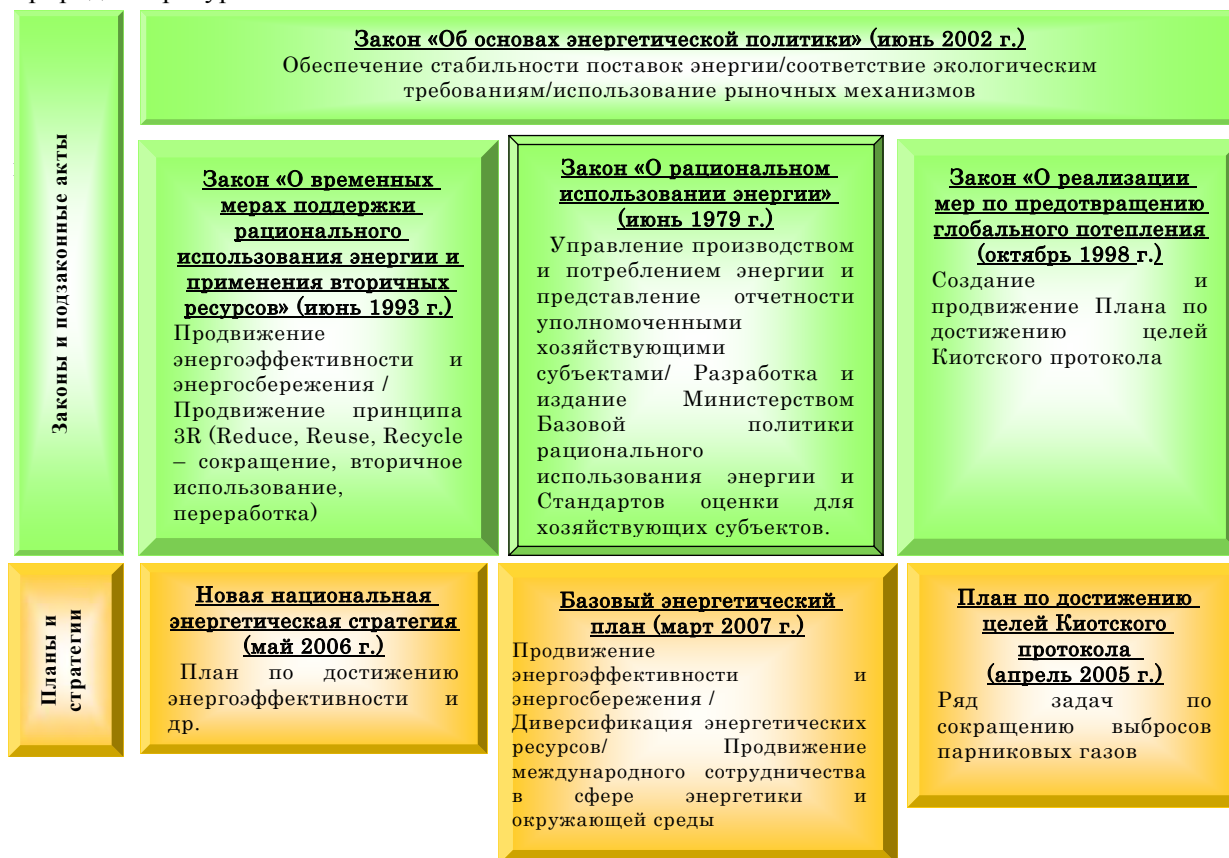 Закон «Об основах энергетической политики» (июнь 2002 г.)
Обеспечение стабильности поставок энергии/соответствие экологическим
требованиям/использование рыночных механизмов
Законы и подзаконные акты
Закон «О временных
мерах поддержки
рационального
использования энергии и
применения вторичных
ресурсов» (июнь 1993 г.)
Продвижение
энергоэффективности и
энергосбережения /
Продвижение принципа
3R (Reduce, Reuse, Recycle
– сокращение, вторичное
использование,
переработка)
Закон «О рациональном
использовании энергии»
(июнь 1979 г.)
Управление производством
и потреблением энергии и
представление отчетности
уполномоченными
хозяйствующими
субъектами/ Разработка и
издание Министерством
Базовой политики
рационального
использования энергии и
Стандартов оценки для
хозяйствующих субъектов.
Закон «О реализации
мер по предотвращению
глобального потепления
(октябрь 1998 г.)
Создание и
продвижение Плана по
достижению целей
Киотского протокола
Планы и
стратегии
Новая национальная
энергетическая стратегия
(май 2006 г.)
План по достижению
энергоэффективности и
др.
Базовый энергетический
план (март 2007 г.)
Продвижение
энергоэффективности и
энергосбережения /
Диверсификация энергетических
ресурсов/ Продвижение
международного сотрудничества
в сфере энергетики и
окружающей среды
План по достижению
целей Киотского
протокола
(апрель 2005 г.)
Ряд задач по
сокращению выбросов
парниковых газов